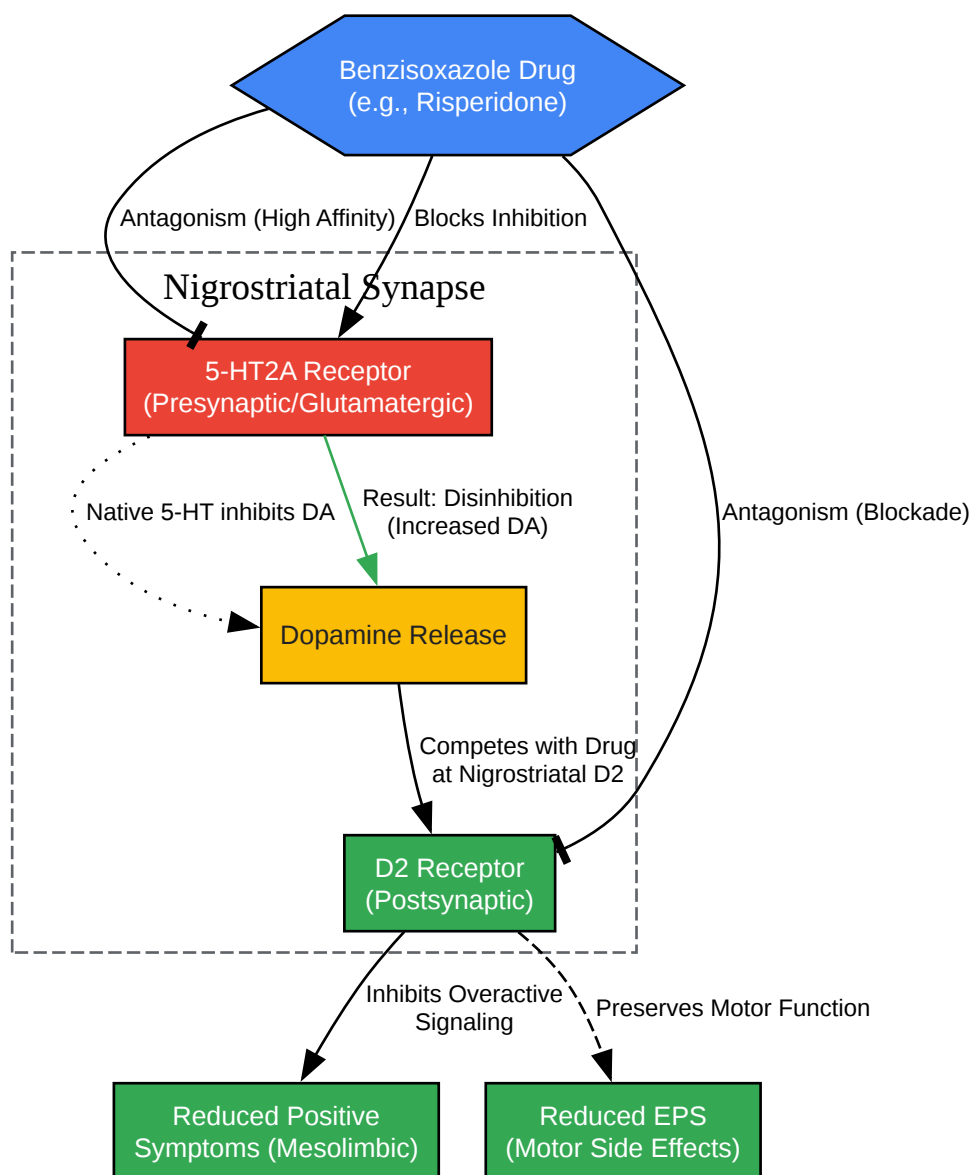 Benzisoxazole Drug
(e.g., Risperidone)
Antagonism (High Affinity)
Blocks Inhibition
Nigrostriatal Synapse
5-HT2A Receptor
(Presynaptic/Glutamatergic)
Native 5-HT inhibits DA
Result: Disinhibition
(Increased DA)
Antagonism (Blockade)
Dopamine Release
Competes with Drug
at Nigrostriatal D2
D2 Receptor
(Postsynaptic)
Inhibits Overactive
Signaling
Preserves Motor Function
Reduced Positive
Symptoms (Mesolimbic)
Reduced EPS
(Motor Side Effects)